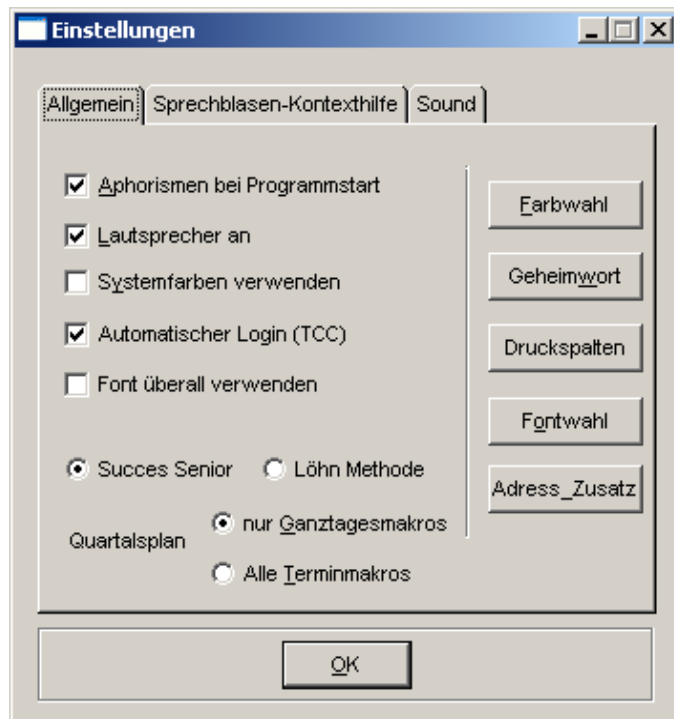 Einstellungen
Allgemein Sprechblasen-Kontexthilfe Sound
Aphorismen bei Programmstart
Lautsprecher an
Systemfarben verwenden
Automatischer Login (TCC)
Font überall verwenden
Succes Senior Löhn Methode
Quartalsplan
nur Ganztagesmakros
Alle Terminmakros
Farbwahl
Geheimwort
Druckspalten
Fontwahl
Adress_Zusatz
OK